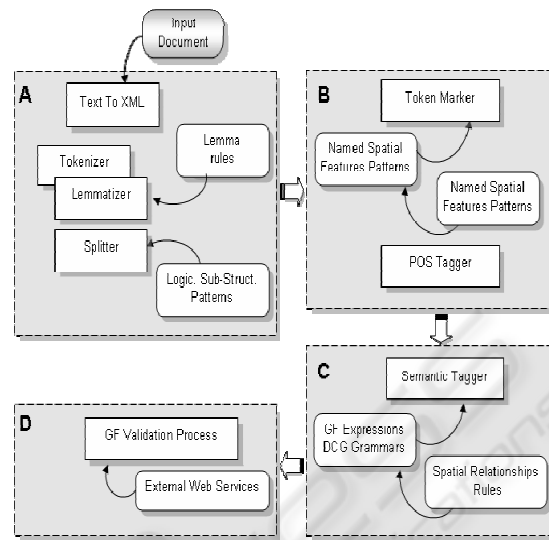 Input
Document
A
Text To XML
Lemma
rules
Tokenizer
Lemmatizer
Splitter
Logic. Sub-Struct.
Patterns
B
Token Marker
Named Spatial
Features Patterns
Named Spatial
Features Patterns
POS Tagger
C
Semantic Tagger
GF Expressions
DCG Grammars
Spatial Relationships
Rules
D
GF Validation Process
External Web Services